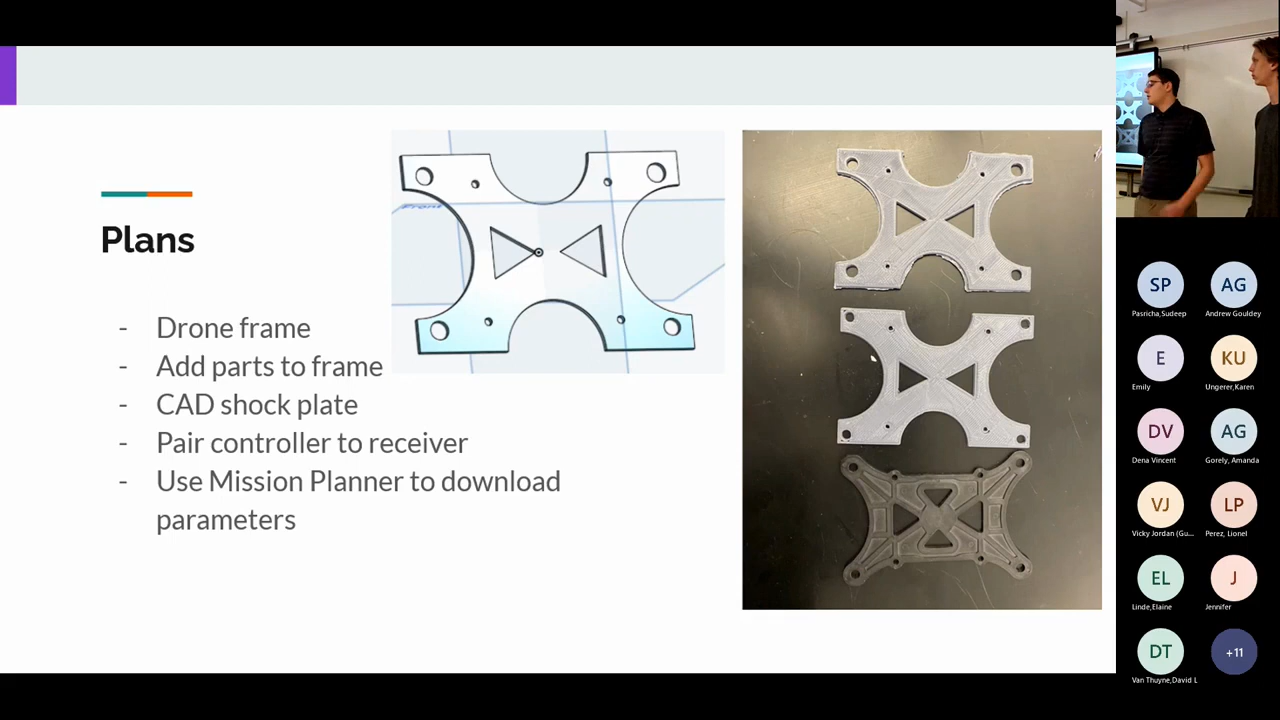 Plans
- Drone frame
- Add parts to frame
- CAD shock plate
- Pair controller to receiver
- Use Mission Planner to download
parameters
Front
SP
AG
Pasricha,Sudeep
Andrew Gouldey
E
KU
Emily
Ungerer,Karen
DV
AG
Dena Vincent
Gorely, Amanda
VJ
LP
Vicky Jordan (Gu...
Perez, Lionel
EL
J
Linde,Elaine
Jennifer
DT
+11
Van Thuyne,David L